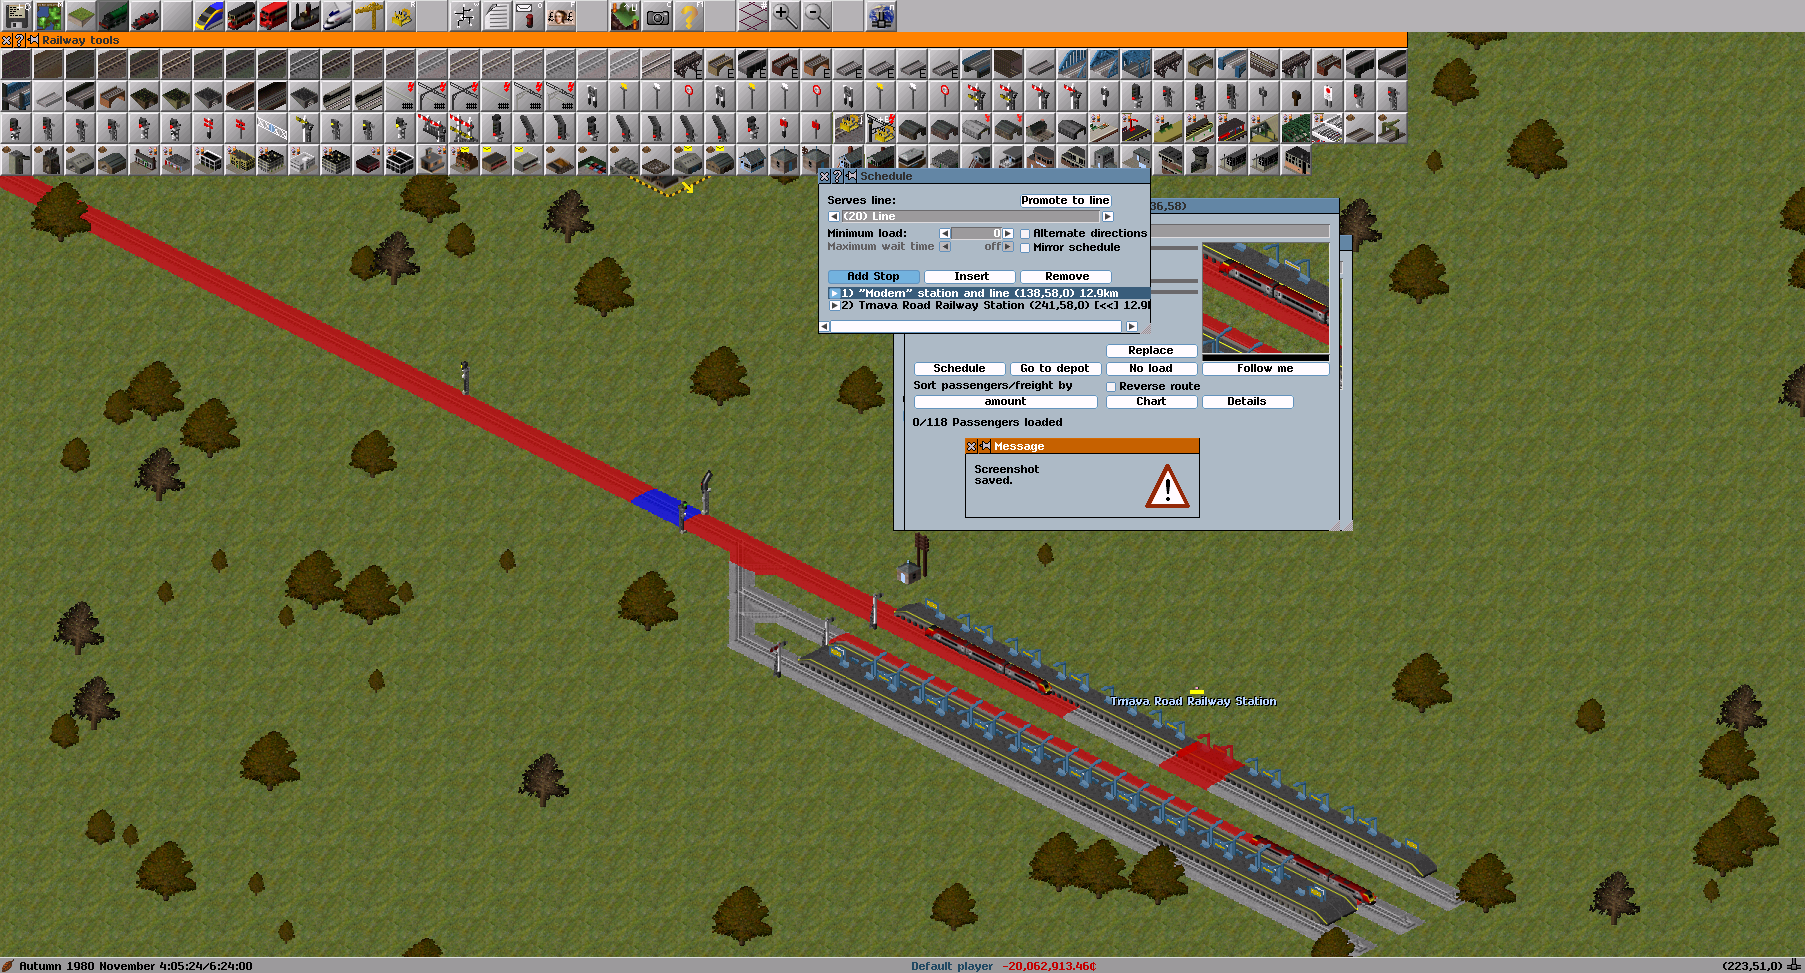 Railway tools
Schedule
Serves line:
Promote to line
(20) Line
Minimum load:
0
Alternate directions
Maximum wait time
off
Mirror schedule
Add Stop
Insert
Remove
1) "Modern" station and line (138,58,0) 12.9km
2) Trnava Road Railway Station (241,58,0) [<<] 12.9
36,58)
Replace
Schedule
Go to depot
No load
Follow me
Sort passengers/freight by
Reverse route
amount
Chart
Details
0/118 Passengers loaded
Message
Screenshot
saved.
Trnava Road Railway Station
Autumn 1980 November 4:05:24/6:24:00
Default player -20,062,913.46¢
(223,51,0)